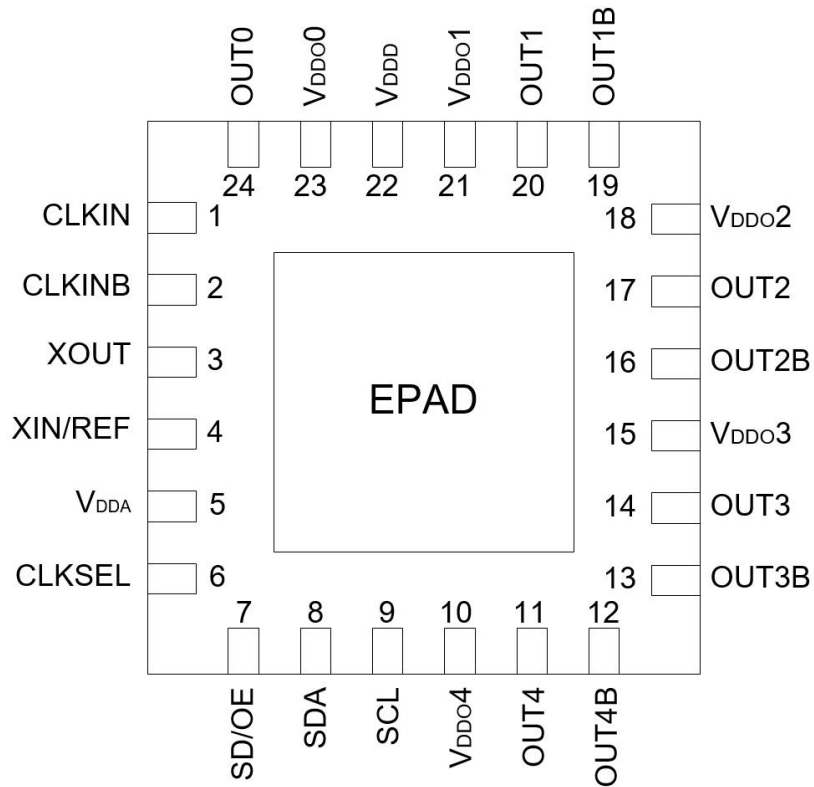 OUT0
VDDO0
VDDD
VDDO1
OUT1
OUT1B
24
23
22
21
20
19
CLKIN 1
CLKINB 2
XOUT 3
XIN/REF 4
VDDA 5
CLKSEL 6
EPAD
18 VDDO2
17 OUT2
16 OUT2B
15 VDDO3
14 OUT3
13 OUT3B
7
8
9
10
11
12
SD/OE
SDA
SCL
VDDO4
OUT4
OUT4B